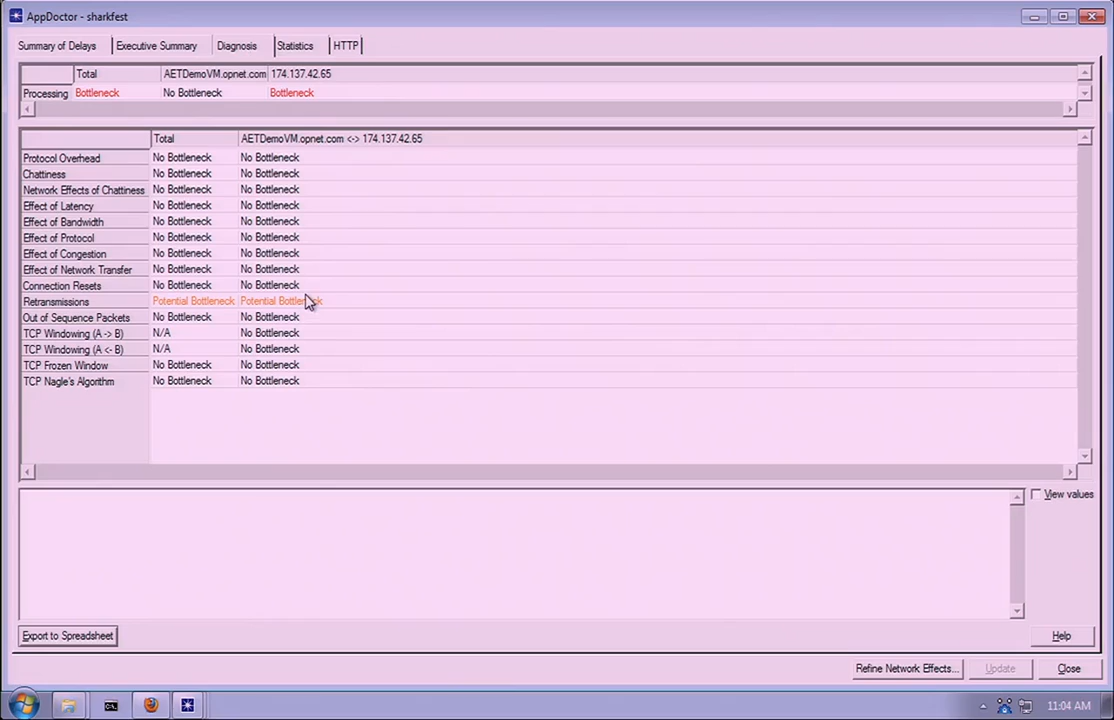 AppDoctor - sharkfest
Summary of Delays Executive Summary Diagnosis Statistics HTTP
Total AETDemoVM.opnet.com 174.137.42.65
Processing Bottleneck No Bottleneck Bottleneck
Total AETDemoVM.opnet.com <-> 174.137.42.65
Protocol Overhead No Bottleneck No Bottleneck
Chattiness No Bottleneck No Bottleneck
Network Effects of Chattiness No Bottleneck No Bottleneck
Effect of Latency No Bottleneck No Bottleneck
Effect of Bandwidth No Bottleneck No Bottleneck
Effect of Protocol No Bottleneck No Bottleneck
Effect of Congestion No Bottleneck No Bottleneck
Effect of Network Transfer No Bottleneck No Bottleneck
Connection Resets No Bottleneck No Bottleneck
Retransmissions Potential Bottleneck Potential Bottleneck
Out of Sequence Packets No Bottleneck No Bottleneck
TCP Windowing (A -> B) N/A No Bottleneck
TCP Windowing (A <- B) N/A No Bottleneck
TCP Frozen Window No Bottleneck No Bottleneck
TCP Nagle's Algorithm No Bottleneck No Bottleneck
View values
Export to Spreadsheet Help
Refine Network Effects... Update Close
11:04 AM